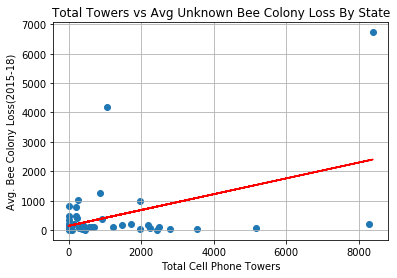 Total Towers vs Avg Unknown Bee Colony Loss By State
7000
6000
5000
4000
3000
2000
1000
0
Avg. Bee Colony Loss(2015-18)
0 2000 4000 6000 8000
Total Cell Phone Towers